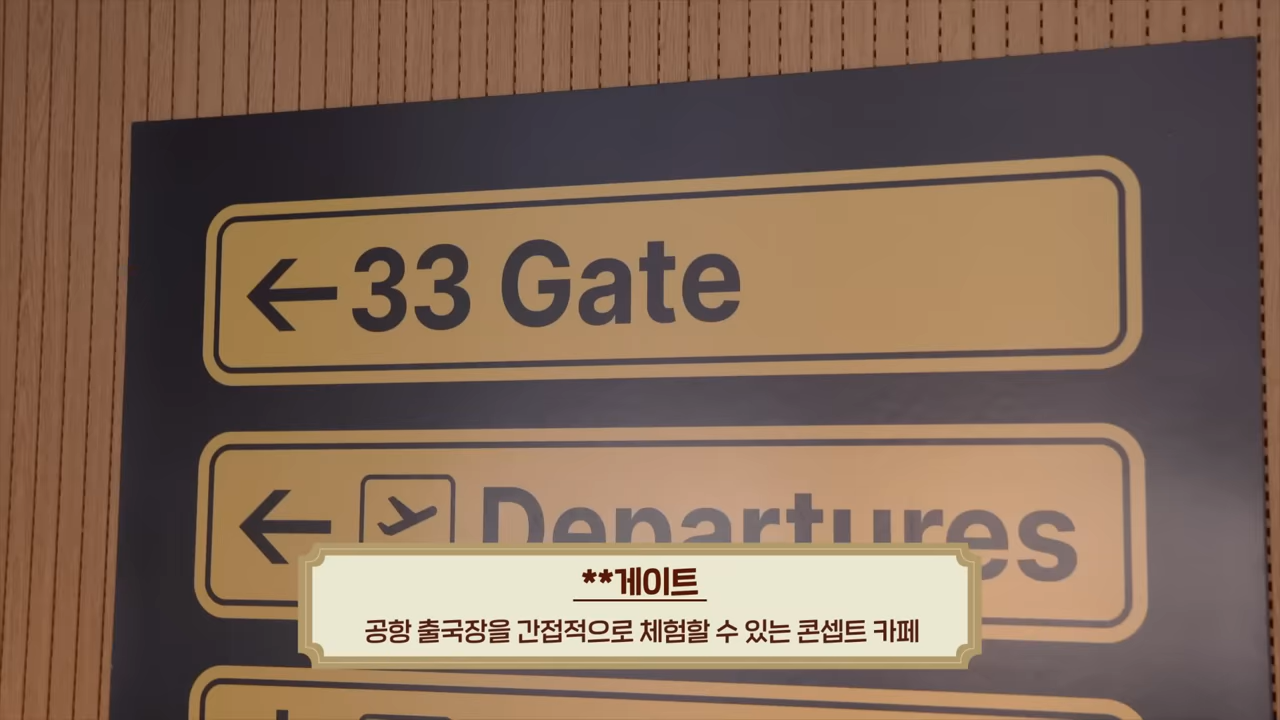 ←33 Gate
← Departures
**게이트
공항 출국장을 간접적으로 체험할 수 있는 콘셉트 카페